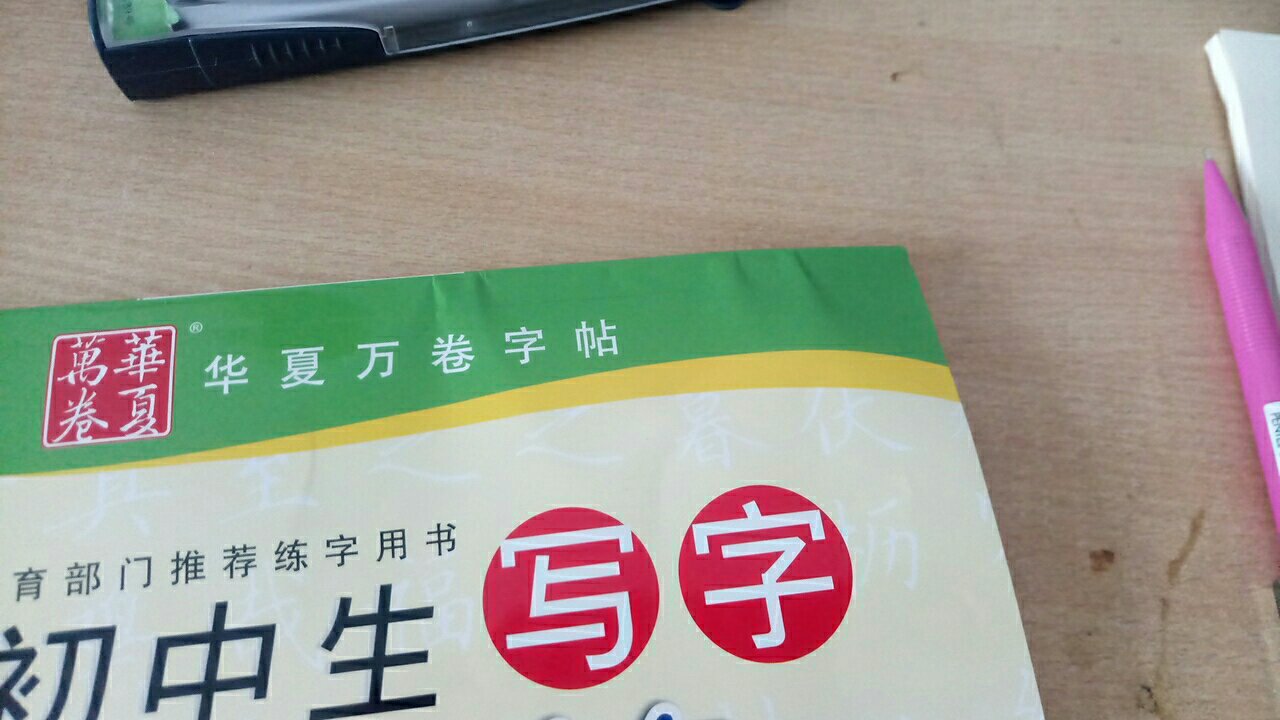 華夏
萬卷
®
华夏万卷字帖
育部门推荐练字用书
初中生写字